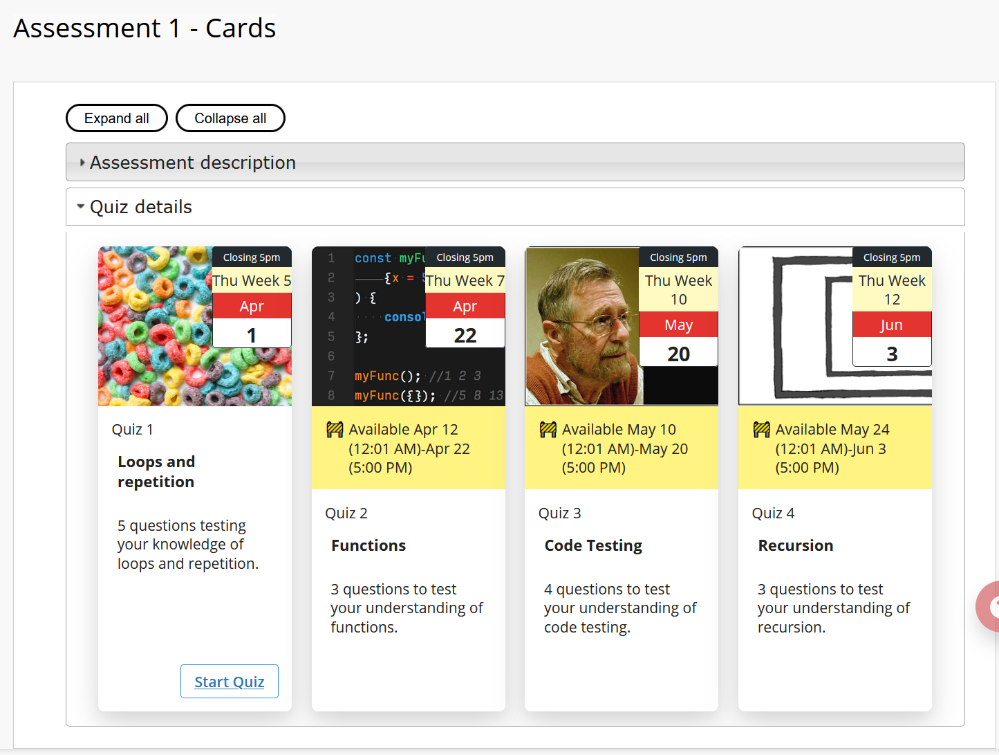 Assessment 1 - Cards
Expand all
Collapse all
Assessment description
Quiz details
Closing 5pm
Thu Week 5
Apr
1
Quiz 1
Loops and
repetition
5 questions testing
your knowledge of
loops and repetition.
Start Quiz
1 const myFu
2 {x = 5
3 ) {
4 ····consol
5 };
6
7 myFunc(); //1 2 3
8 myFunc({}); //5 8 13
Closing 5pm
Thu Week 7
Apr
22
Available Apr 12
(12:01 AM)-Apr 22
(5:00 PM)
Quiz 2
Functions
3 questions to test
your understanding of
functions.
Closing 5pm
Thu Week
10
May
20
Available May 10
(12:01 AM)-May 20
(5:00 PM)
Quiz 3
Code Testing
4 questions to test
your understanding of
code testing.
Closing 5pm
Thu Week
12
Jun
3
Available May 24
(12:01 AM)-Jun 3
(5:00 PM)
Quiz 4
Recursion
3 questions to test
your understanding of
recursion.